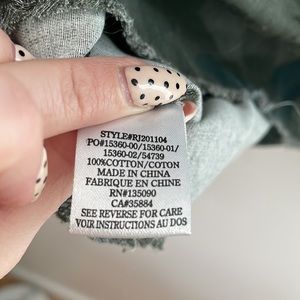 STYLE#RJ201104
PO#15360-00/15360-01/
15360-02/54739
100%COTTON/COTON
MADE IN CHINA
FABRIQUE EN CHINE
RN#135090
CA#35884
SEE REVERSE FOR CARE
VOIR INSTRUCTIONS AU DOS